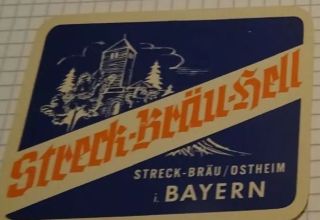 Streck-Bräu-Hell
STRECK-BRÄU/OSTHEIM
i. BAYERN